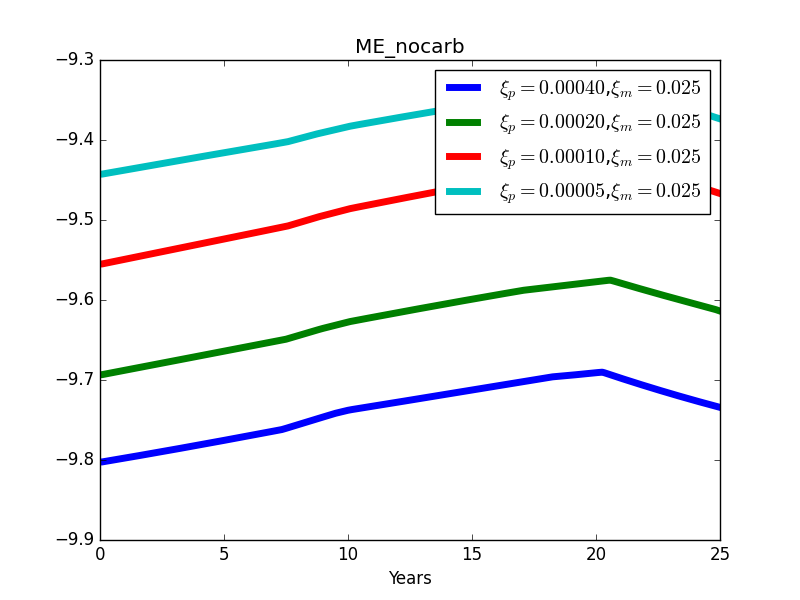 ME_nocarb
−9.3
−9.4
−9.5
−9.6
−9.7
−9.8
−9.9
ξp = 0.00040,ξm = 0.025
ξp = 0.00020,ξm = 0.025
ξp = 0.00010,ξm = 0.025
ξp = 0.00005,ξm = 0.025
0 5 10 15 20 25
Years